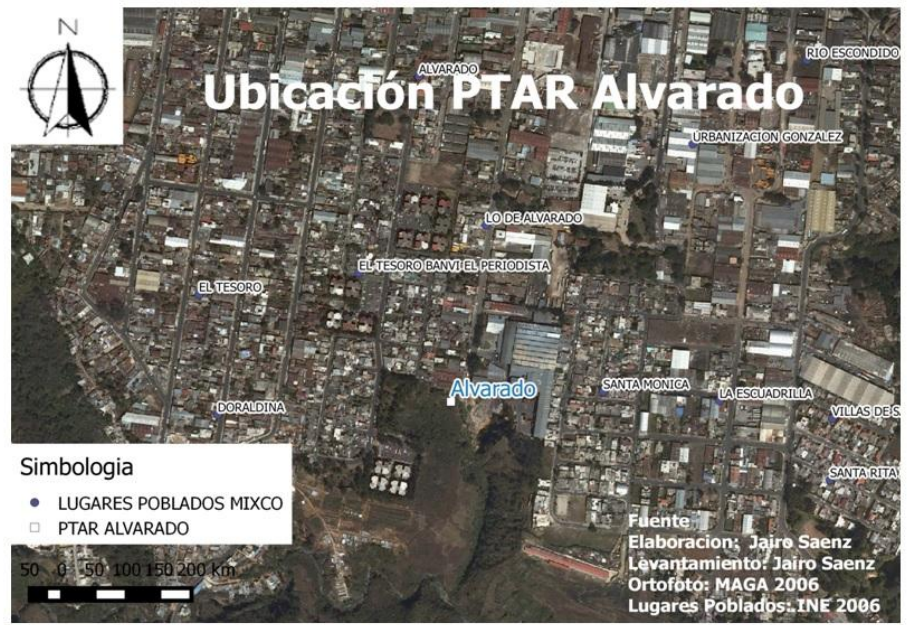 N
Ubicación PTAR Alvarado
ALVARADO
RIO ESCONDIDO
URBANIZACION GONZALEZ
LO DE ALVARADO
EL TESORO BANVI EL PERIODISTA
EL TESORO
Alvarado
SANTA MONICA
LA ESCUADRILLA
DORALDINA
VILLAS DE S
SANTA RITA
Simbologia
LUGARES POBLADOS MIXCO
PTAR ALVARADO
50 0 50 100 150 200 km
Fuente
Elaboracion: Jairo Saenz
Levantamiento: Jairo Saenz
Ortofoto: MAGA 2006
Lugares Poblados: INE 2006